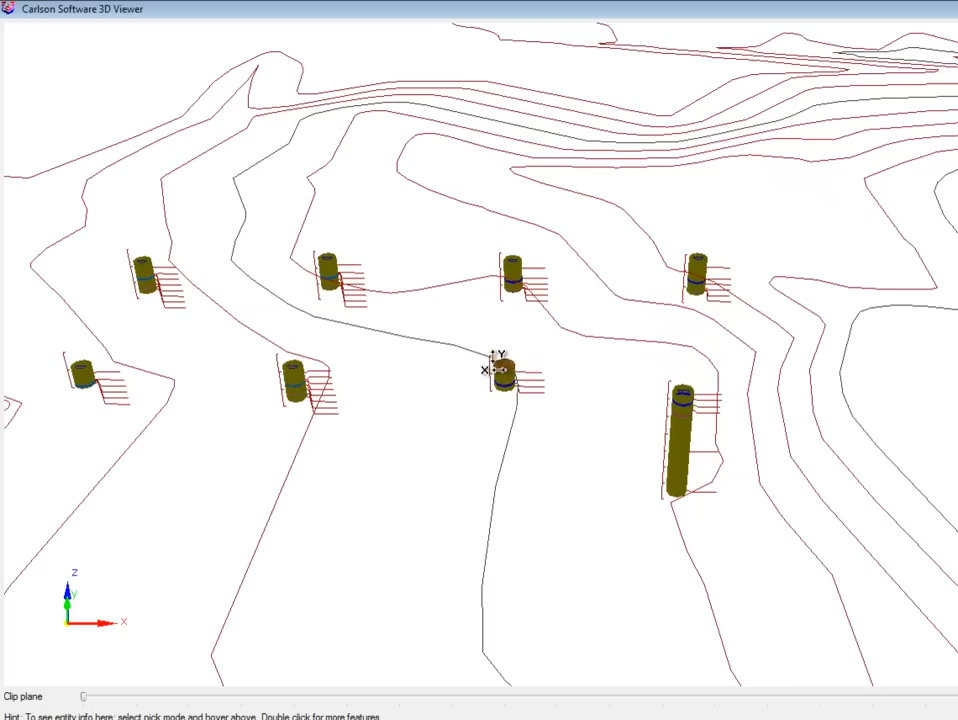 Carlson Software 3D Viewer
Y
X
z
y
x
Clip plane
Hint: To see entity info here: select pick mode and hover above. Double click for more features.